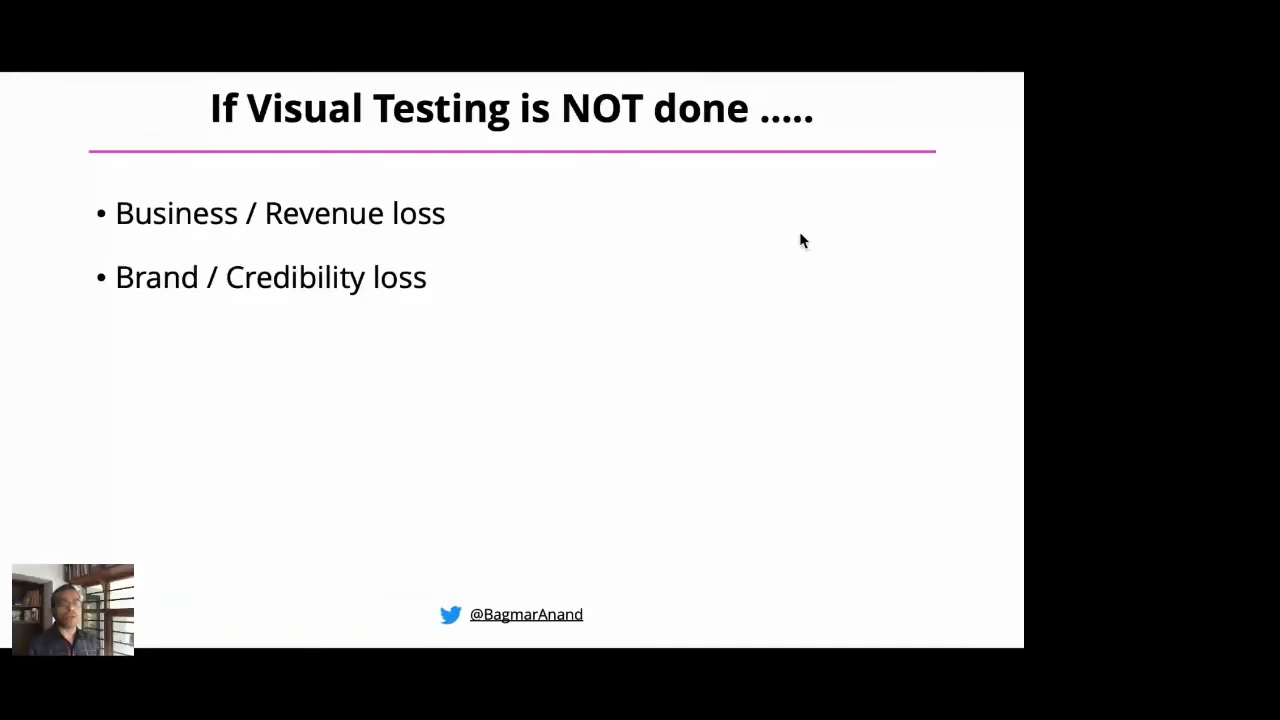 If Visual Testing is NOT done .....
• Business / Revenue loss
• Brand / Credibility loss
@BagmarAnand